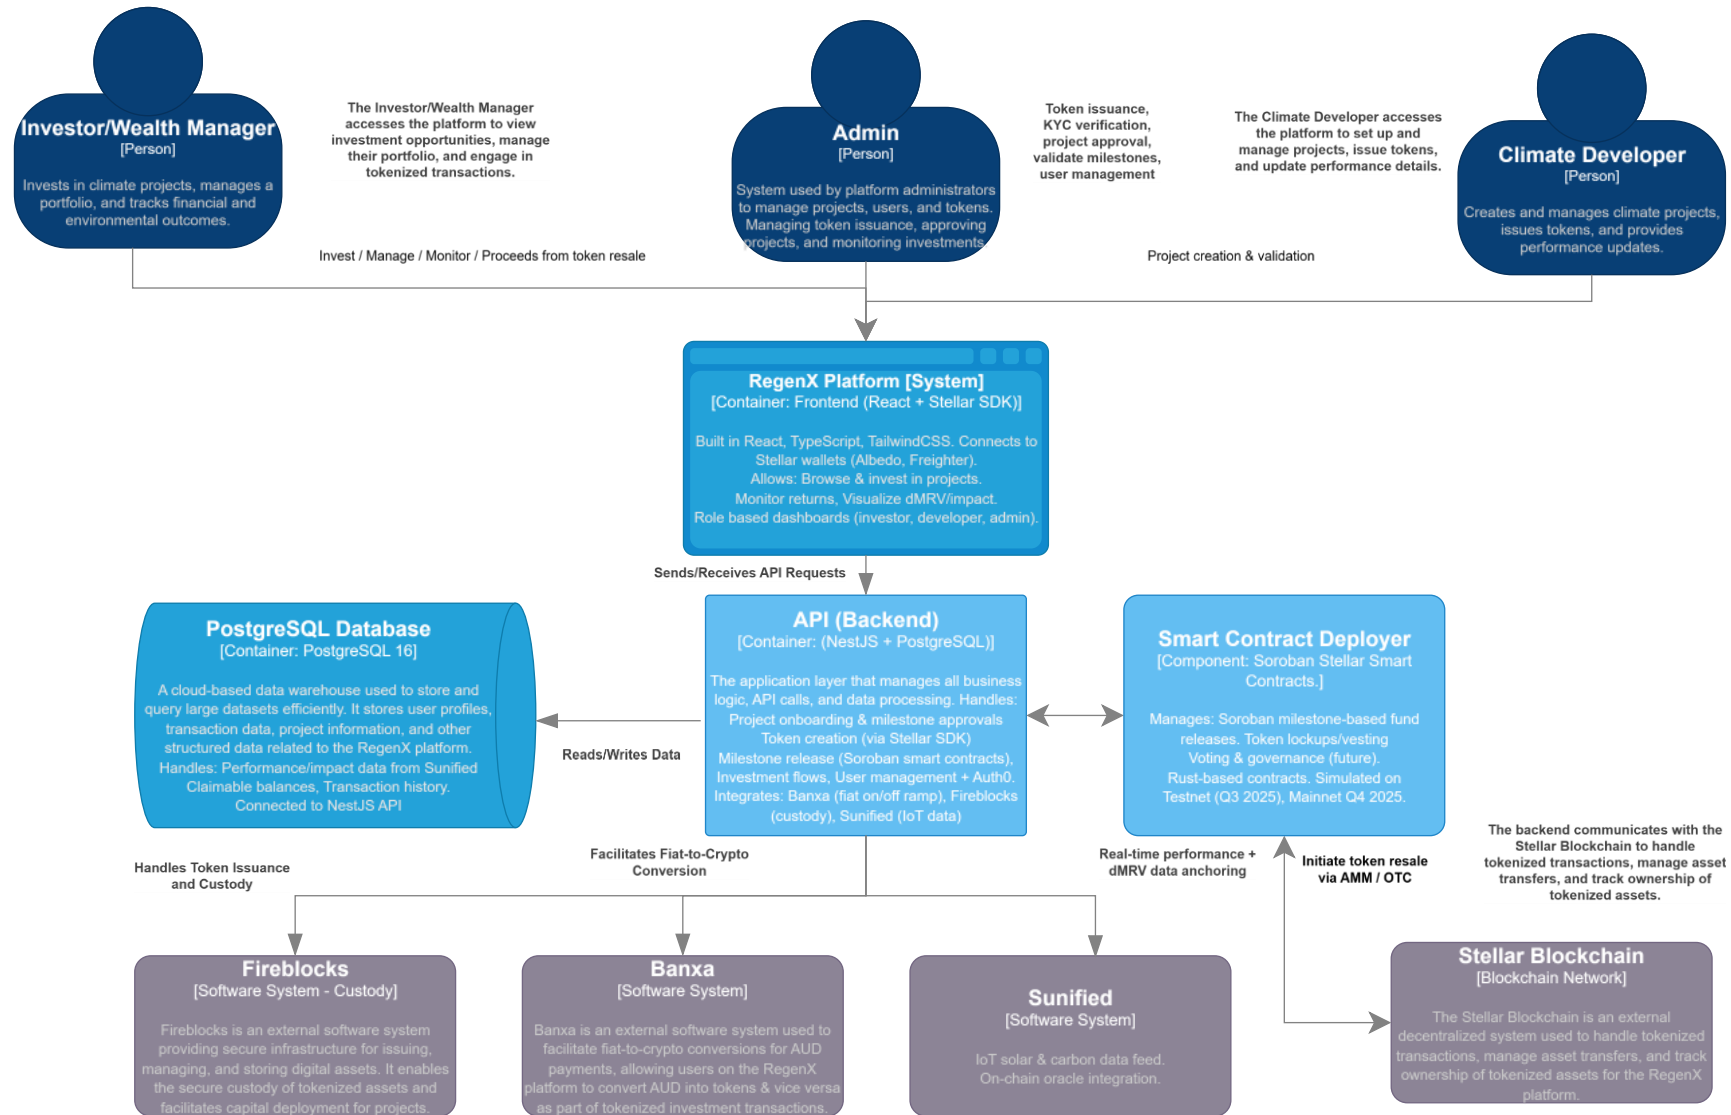 Investor/Wealth Manager
[Person]
Invests in climate projects, manages a
portfolio, and tracks financial and
environmental outcomes.
The Investor/Wealth Manager
accesses the platform to view
investment opportunities, manage
their portfolio, and engage in
tokenized transactions.
Admin
[Person]
System used by platform administrators
to manage projects, users, and tokens.
Managing token issuance, approving
projects, and monitoring investments.
Token issuance,
KYC verification,
project approval,
validate milestones,
user management
The Climate Developer accesses
the platform to set up and
manage projects, issue tokens,
and update performance details.
Climate Developer
[Person]
Creates and manages climate projects,
issues tokens, and provides
performance updates.
Invest / Manage / Monitor / Proceeds from token resale
Project creation & validation
RegenX Platform [System]
[Container: Frontend (React + Stellar SDK)]
Built in React, TypeScript, TailwindCSS. Connects to
Stellar wallets (Albedo, Freighter).
Allows: Browse & invest in projects.
Monitor returns, Visualize dMRV/impact.
Role based dashboards (investor, developer, admin).
Sends/Receives API Requests
PostgreSQL Database
[Container: PostgreSQL 16]
A cloud-based data warehouse used to store and
query large datasets efficiently. It stores user profiles,
transaction data, project information, and other
structured data related to the RegenX platform.
Handles: Performance/impact data from Sunified
Claimable balances, Transaction history.
Connected to NestJS API
Reads/Writes Data
API (Backend)
[Container: (NestJS + PostgreSQL)]
The application layer that manages all business
logic, API calls, and data processing. Handles:
Project onboarding & milestone approvals
Token creation (via Stellar SDK)
Milestone release (Soroban smart contracts),
Investment flows, User management + Auth0.
Integrates: Banxa (fiat on/off ramp), Fireblocks
(custody), Sunified (IoT data)
Smart Contract Deployer
[Component: Soroban Stellar Smart
Contracts.]
Manages: Soroban milestone-based fund
releases. Token lockups/vesting
Voting & governance (future).
Rust-based contracts. Simulated on
Testnet (Q3 2025), Mainnet Q4 2025.
Handles Token Issuance
and Custody
Facilitates Fiat-to-Crypto
Conversion
Real-time performance +
dMRV data anchoring
Initiate token resale
via AMM / OTC
The backend communicates with the
Stellar Blockchain to handle
tokenized transactions, manage asset
transfers, and track ownership of
tokenized assets.
Fireblocks
[Software System - Custody]
Fireblocks is an external software system
providing secure infrastructure for issuing,
managing, and storing digital assets. It enables
the secure custody of tokenized assets and
facilitates capital deployment for projects.
Banxa
[Software System]
Banxa is an external software system used to
facilitate fiat-to-crypto conversions for AUD
payments, allowing users on the RegenX
platform to convert AUD into tokens & vice versa
as part of tokenized investment transactions.
Sunified
[Software System]
IoT solar & carbon data feed.
On-chain oracle integration.
Stellar Blockchain
[Blockchain Network]
The Stellar Blockchain is an external
decentralized system used to handle tokenized
transactions, manage asset transfers, and track
ownership of tokenized assets for the RegenX
platform.